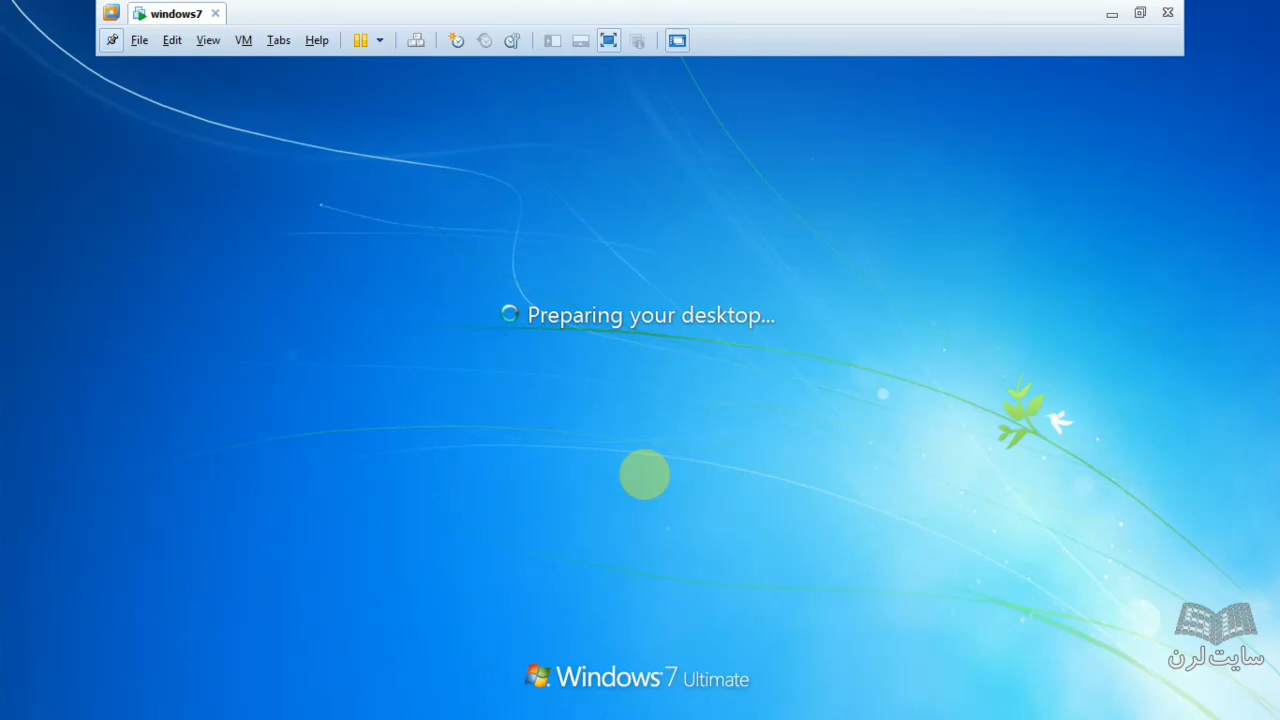 windows7
File Edit View VM Tabs Help
Preparing your desktop...
Windows 7 Ultimate
سایت لرن